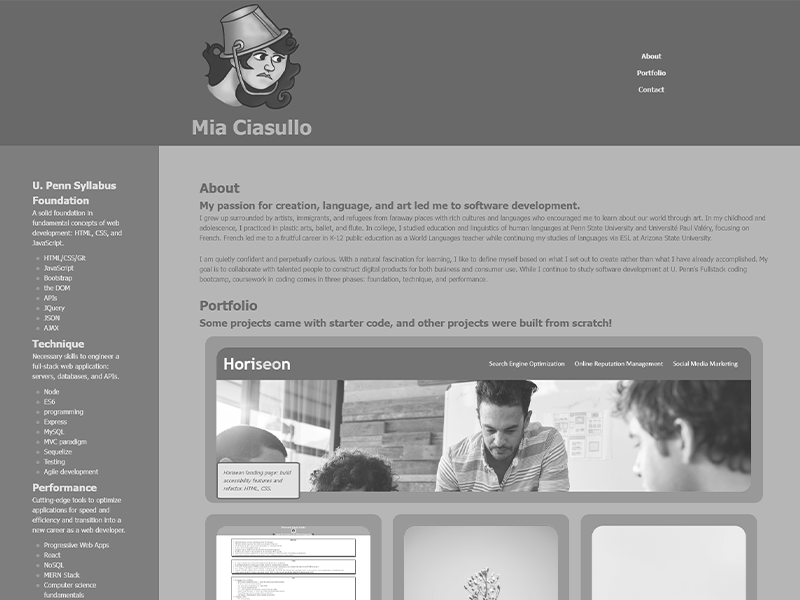 About
Portfolio
Contact
Mia Ciasullo
U. Penn Syllabus
Foundation
A solid foundation in
fundamental concepts of web
development: HTML, CSS, and
JavaScript.
HTML/CSS/Git
JavaScript
Bootstrap
the DOM
APIs
JQuery
JSON
AJAX
Technique
Necessary skills to engineer a
full-stack web application:
servers, databases, and APIs.
Node
ES6
programming
Express
MySQL
MVC paradigm
Sequelize
Testing
Agile development
Performance
Cutting-edge tools to optimize
applications for speed and
efficiency and transition into a
new career as a web developer.
Progressive Web Apps
React
NoSQL
MERN Stack
Computer science
fundamentals
About
My passion for creation, language, and art led me to software development.
I grew up surrounded by artists, immigrants, and refugees from faraway places with rich cultures and languages who encouraged me to learn about our world through art. In my childhood and
adolescence, I practiced in plastic arts, ballet, and flute. In college, I studied education and linguistics of human languages at Penn State University and Université Paul Valéry, focusing on
French. French led me to a fruitful career in K-12 public education as a World Languages teacher while continuing my studies of languages via ESL at Arizona State University.
I am quietly confident and perpetually curious. With a natural fascination for learning, I like to define myself based on what I set out to create rather than what I have already accomplished. My
goal is to collaborate with talented people to construct digital products for both business and consumer use. While I continue to study software development at U. Penn's Fullstack coding
bootcamp, coursework in coding comes in three phases: foundation, technique, and performance.
Portfolio
Some projects came with starter code, and other projects were built from scratch!
Horiseon
Search Engine Optimization Online Reputation Management Social Media Marketing
Horiseon landing page: build
accessibility features and
refactor HTML, CSS.